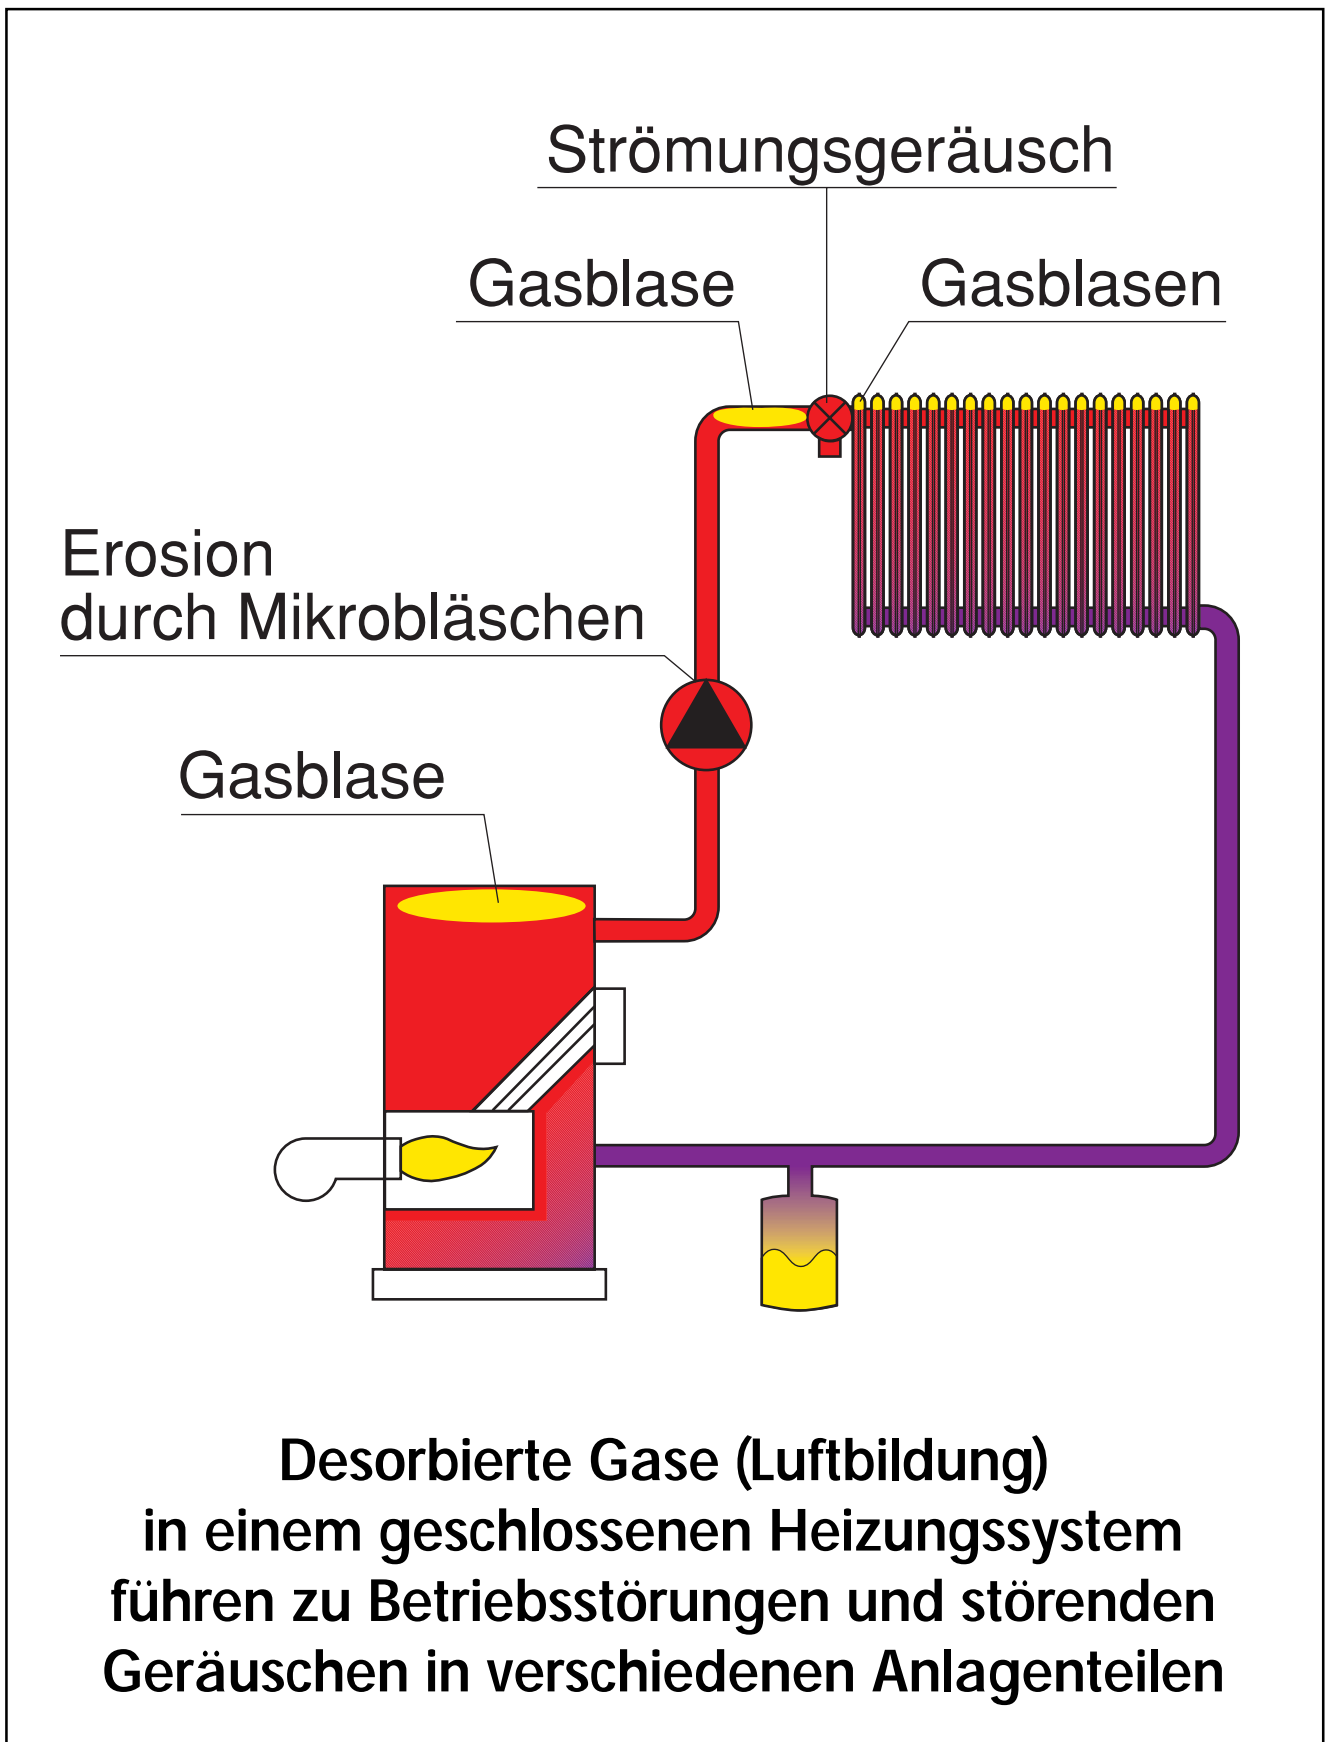 Strömungsgeräusch
Gasblase
Gasblasen
Erosion
durch Mikrobläschen
Gasblase
Desorbierte Gase (Luftbildung)
in einem geschlossenen Heizungssystem
führen zu Betriebsstörungen und störenden
Geräuschen in verschiedenen Anlagenteilen